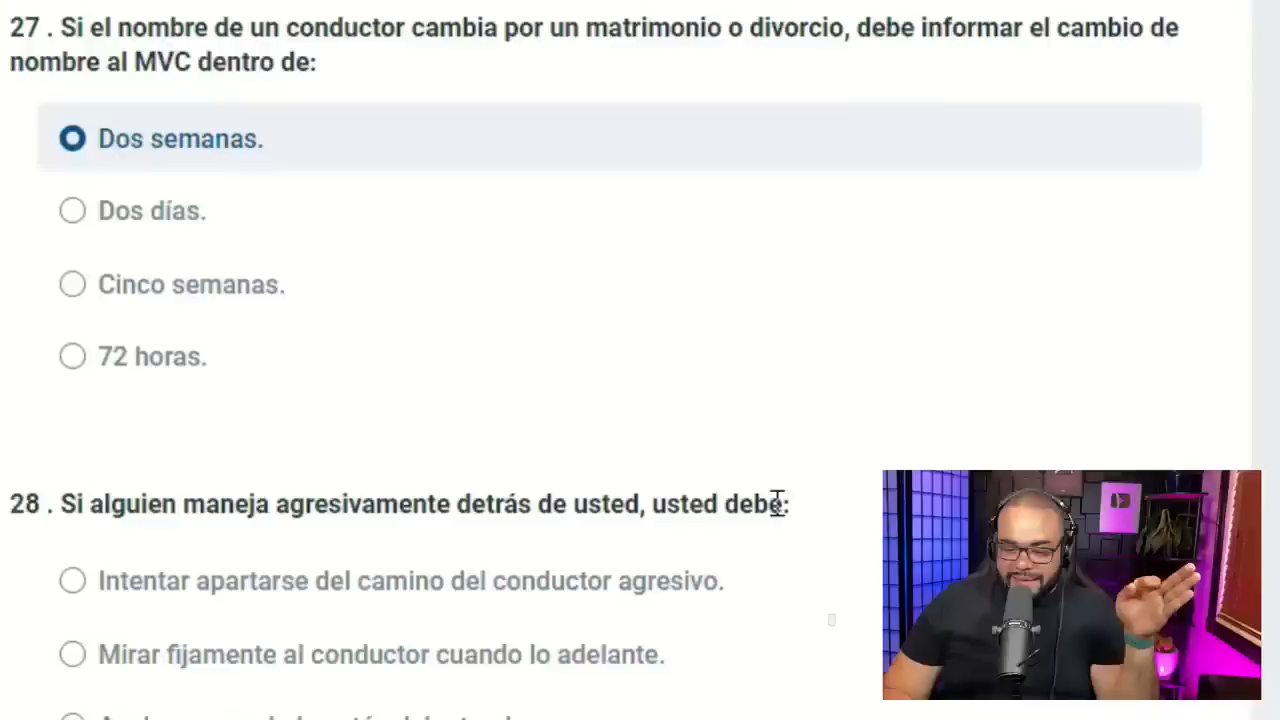 27 . Si el nombre de un conductor cambia por un matrimonio o divorcio, debe informar el cambio de
nombre al MVC dentro de:
Dos semanas.
Dos días.
Cinco semanas.
72 horas.
28 . Si alguien maneja agresivamente detrás de usted, usted debe:
Intentar apartarse del camino del conductor agresivo.
Mirar fijamente al conductor cuando lo adelante.